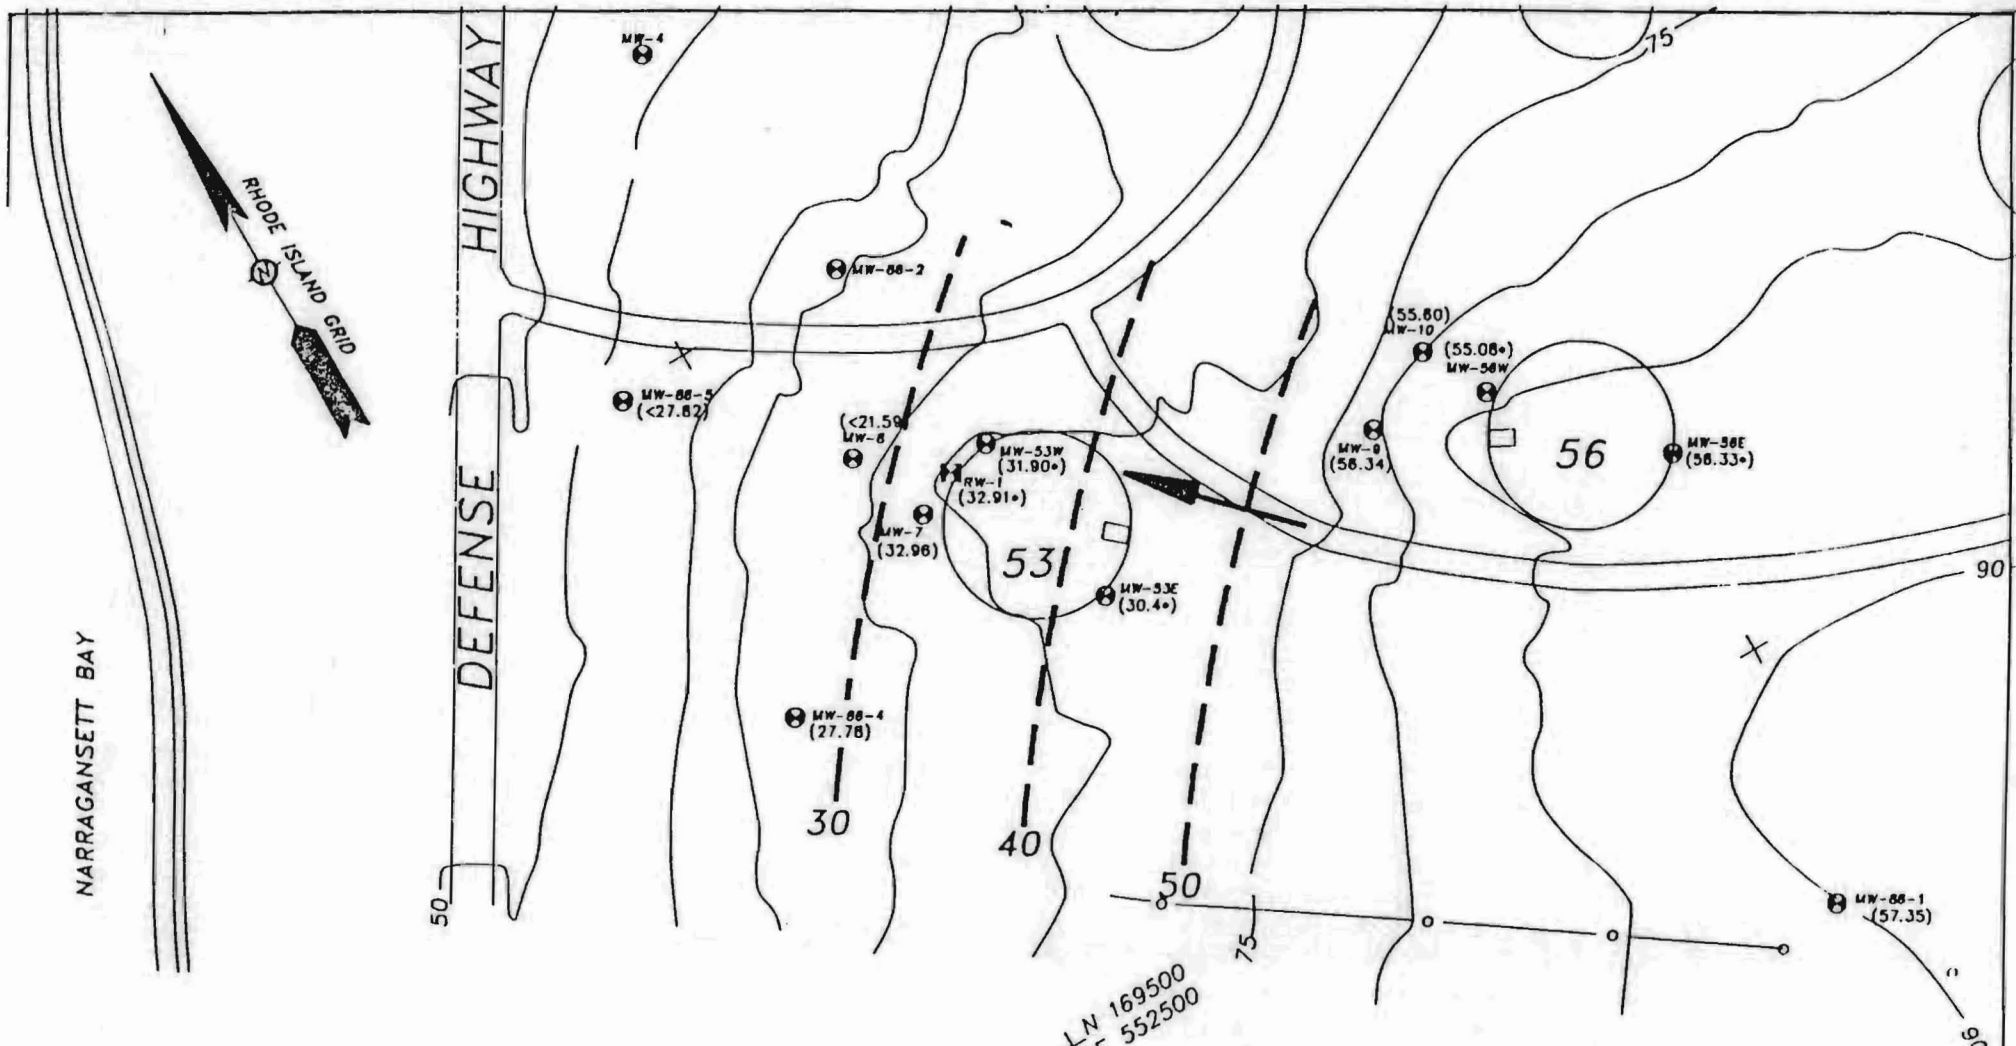 MW-4
75
HIGHWAY
RHODE ISLAND GRID
N
MW-88-2
(55.60)
MW-10
(55.08•)
MW-56W
MW-88-5
(<27.82)
(<21.59
MW-6
MW-53W
(31.90•)
RW-1
(32.91•)
MW-9
(56.34)
56
MW-56E
(56.33•)
MW-7
(32.96)
53
DEFENSE
MW-53E
(30.4•)
90
NARRAGANSETT BAY
MW-88-4
(27.78)
30
40
50
50
75
MW-88-1
(57.35)
LN 169500
E 552500
90